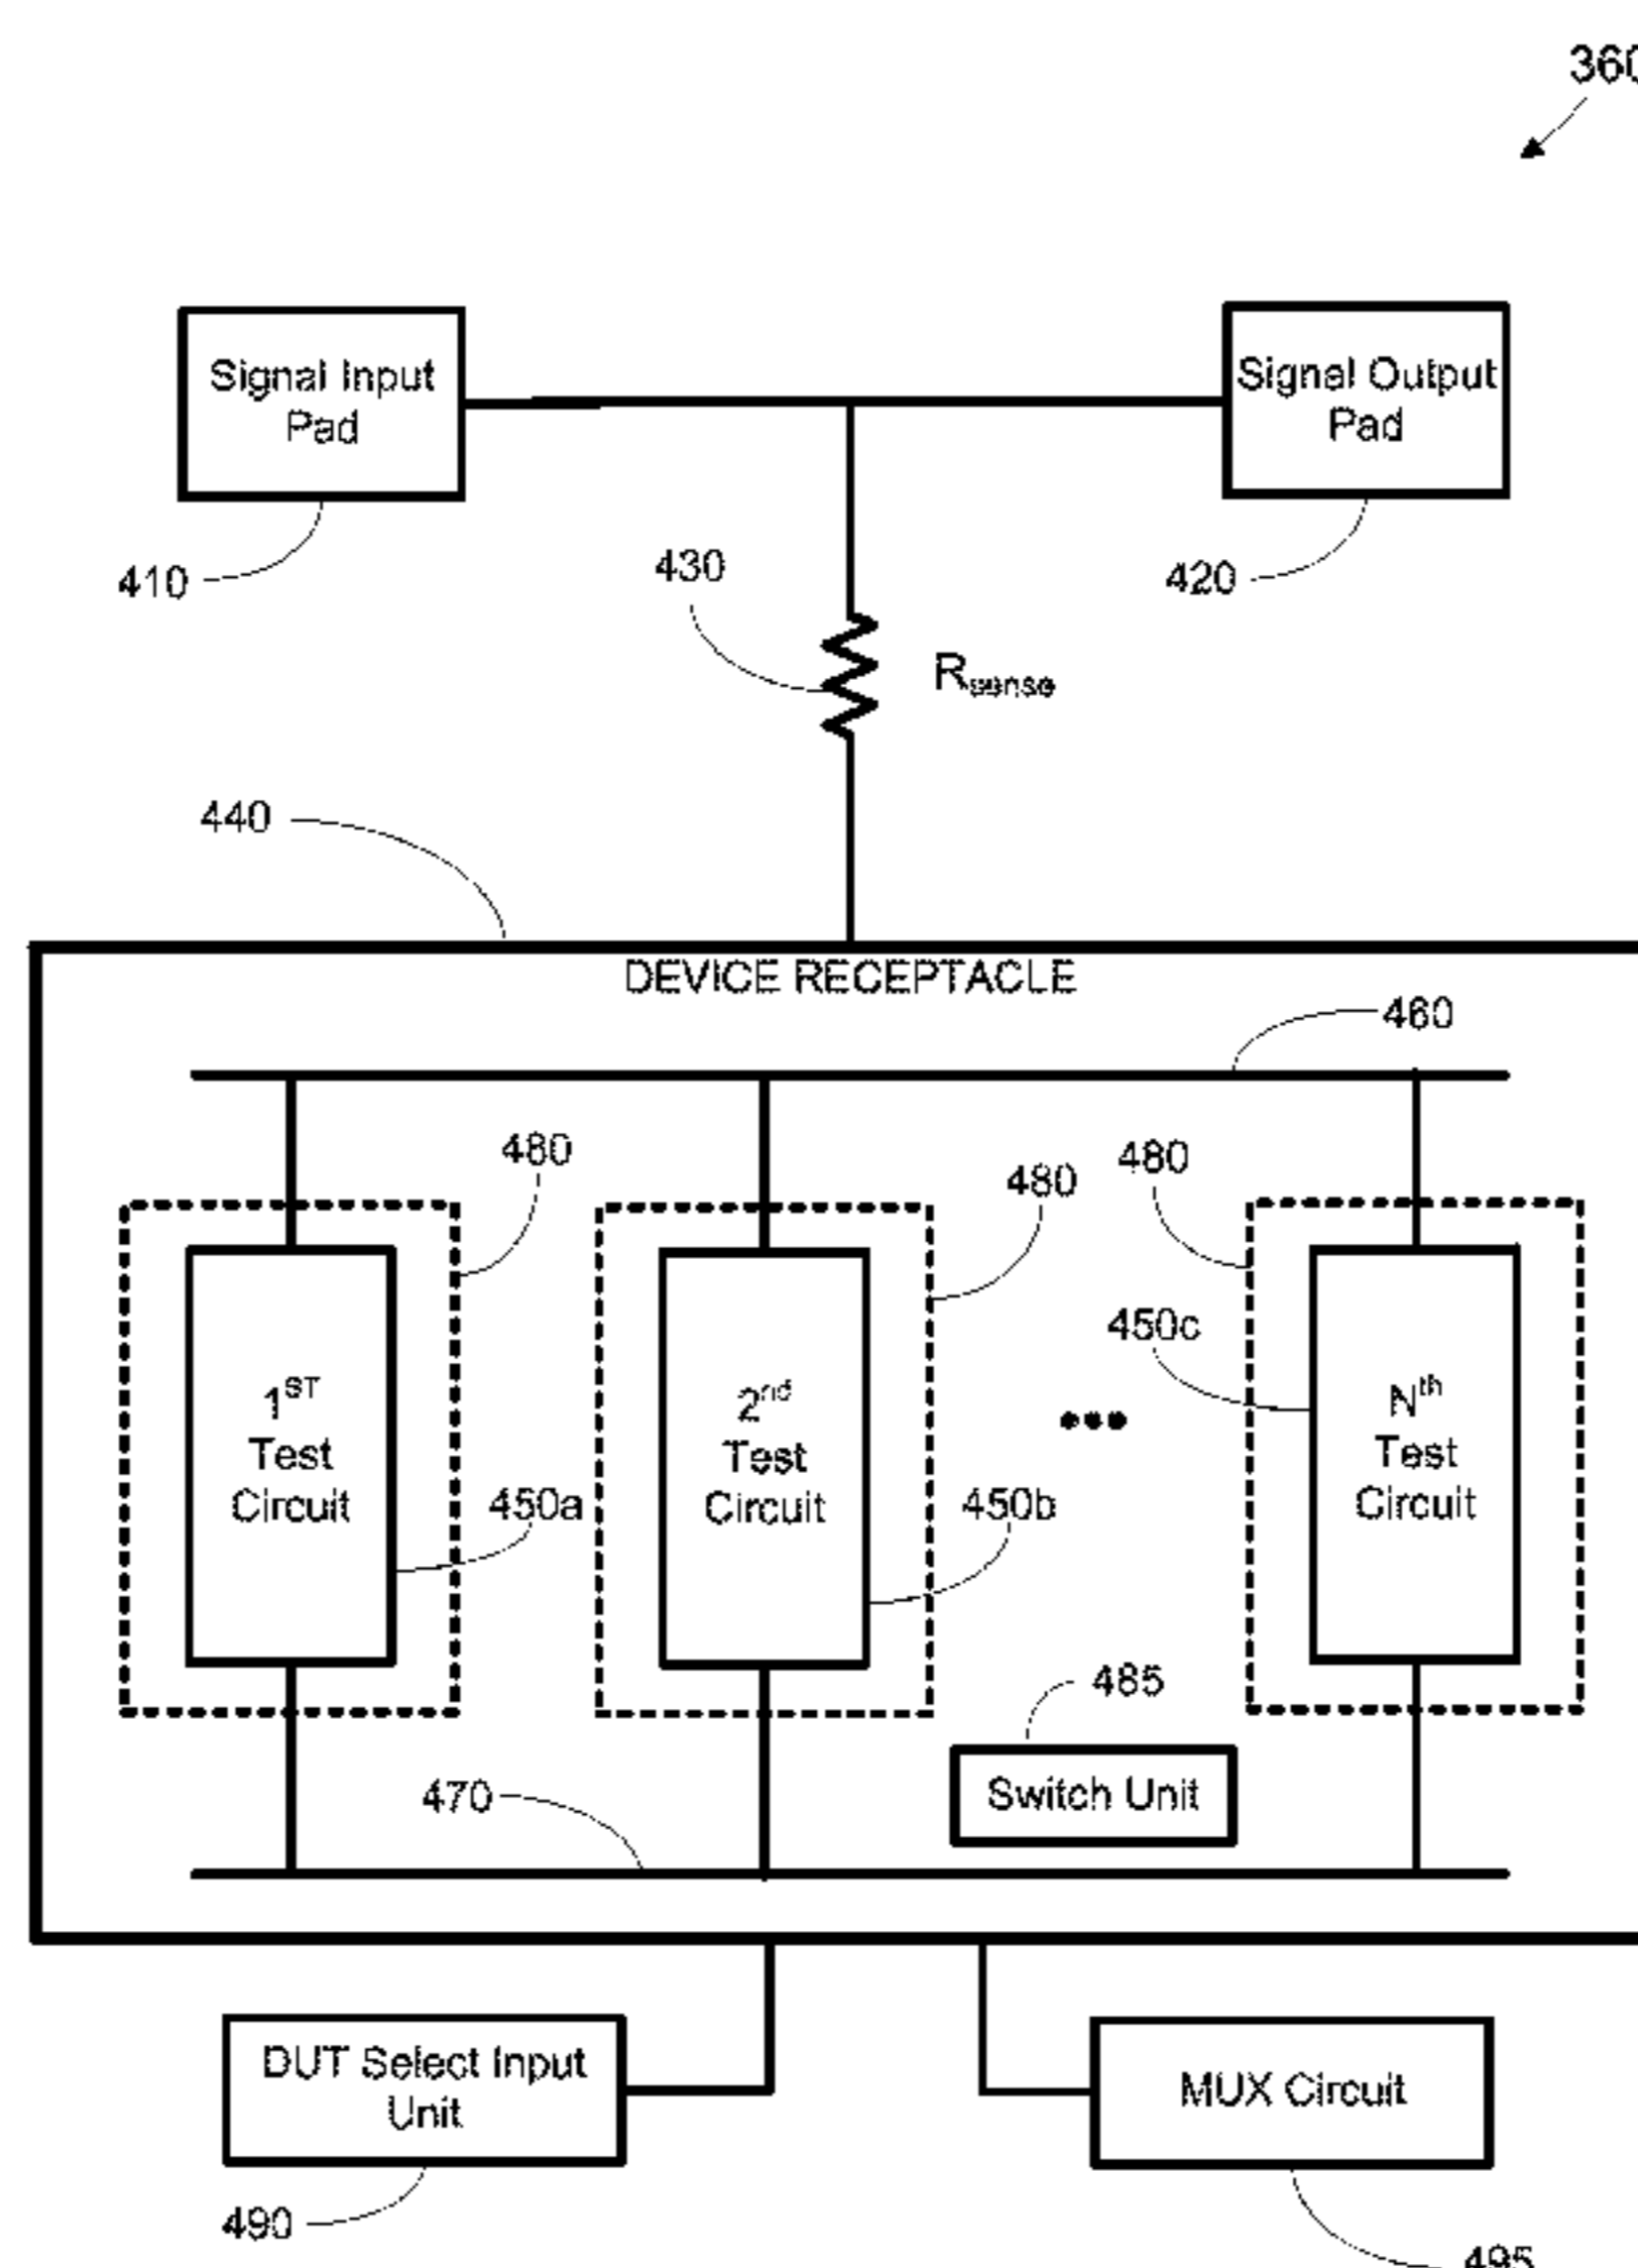 360
Signal Input
Pad
Signal Output
Pad
410
430
420
Rsense
440
DEVICE RECEPTACLE
460
480
480
480
450c
1ST
Test
Circuit
2nd
Test
Circuit
Nth
Test
Circuit
450a
450b
485
Switch Unit
470
DUT Select Input
Unit
MUX Circuit
490
495